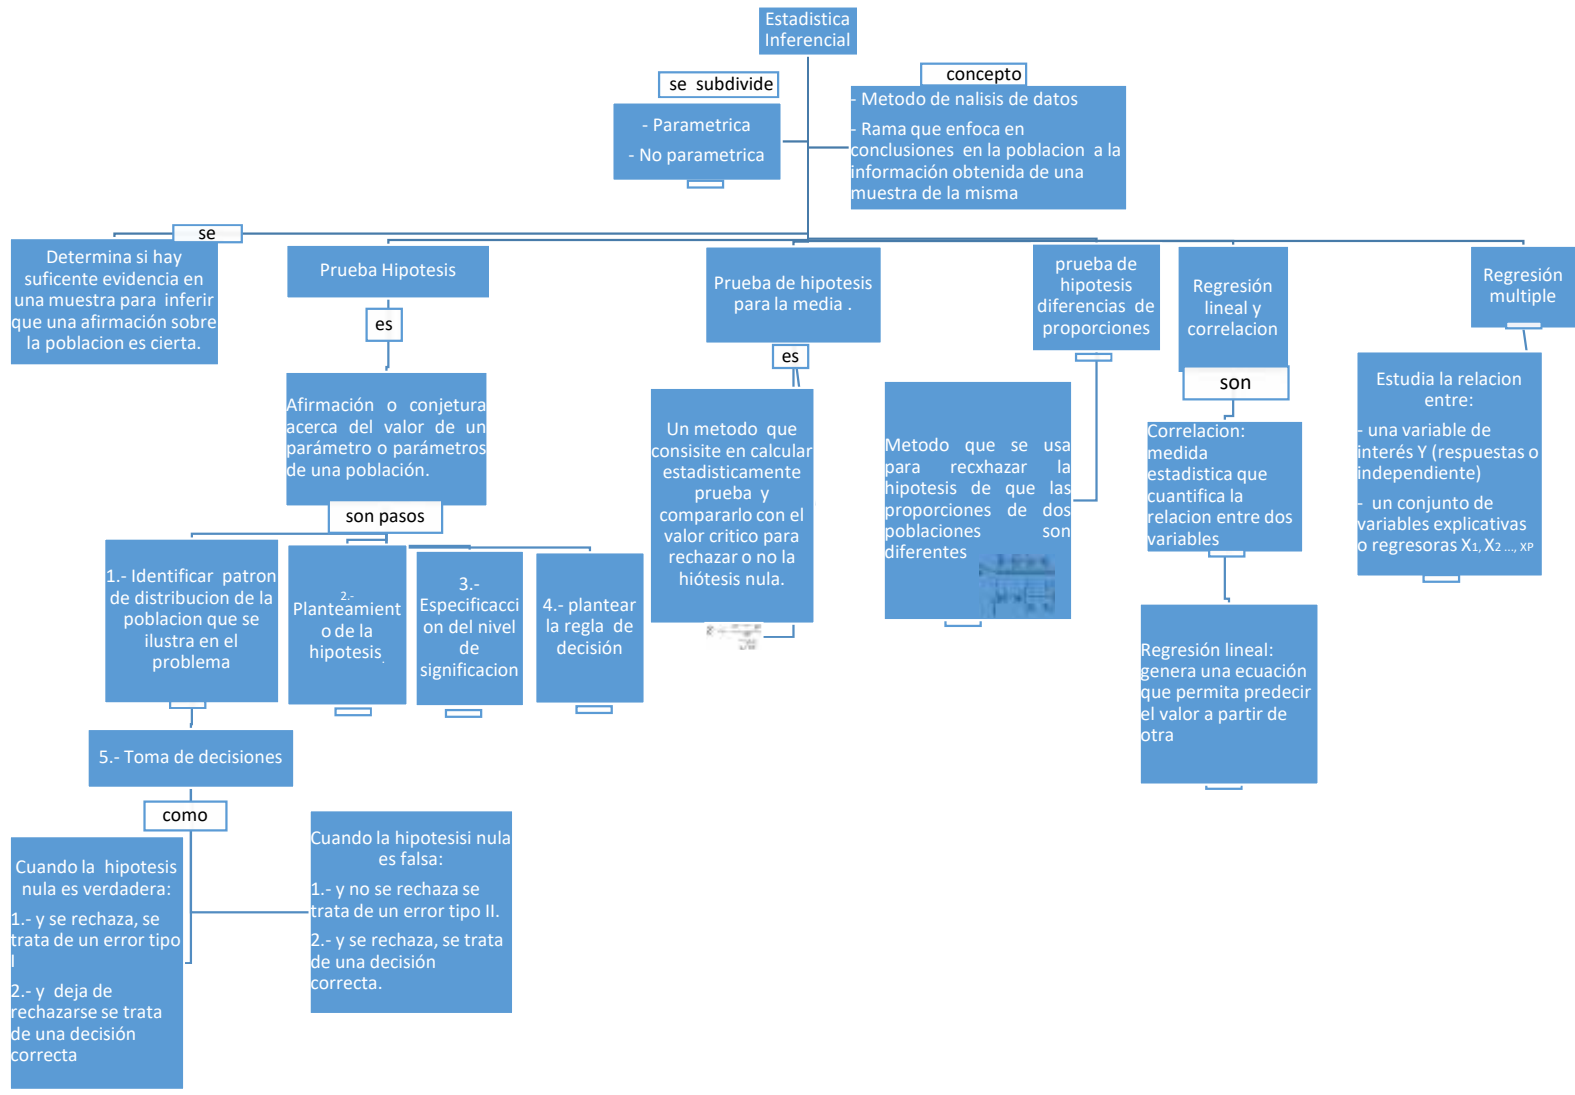 Estadistica
Inferencial
se subdivide
concepto
- Parametrica
- No parametrica
- Metodo de nalisis de datos
- Rama que enfoca en
conclusiones en la poblacion a la
información obtenida de una
muestra de la misma
se
Determina si hay
suficente evidencia en
una muestra para inferir
que una afirmación sobre
la poblacion es cierta.
Prueba Hipotesis
es
Afirmación o conjetura
acerca del valor de un
parámetro o parámetros
de una población.
son pasos
1.- Identificar patron
de distribucion de la
poblacion que se
ilustra en el
problema
2.-
Planteamient
o de la
hipotesis.
3.-
Especificacci
on del nivel
de
significacion
4.- plantear
la regla de
decisión
5.- Toma de decisiones
como
Cuando la hipotesis
nula es verdadera:
1.- y se rechaza, se
trata de un error tipo
I
2.- y deja de
rechazarse se trata
de una decisión
correcta
Cuando la hipotesisi nula
es falsa:
1.- y no se rechaza se
trata de un error tipo II.
2.- y se rechaza, se trata
de una decisión
correcta.
Prueba de hipotesis
para la media .
es
Un metodo que
consisite en calcular
estadisticamente
prueba y
compararlo con el
valor critico para
rechazar o no la
hiótesis nula.
prueba de
hipotesis
diferencias de
proporciones
Metodo que se usa
para recxhazar la
hipotesis de que las
proporciones de dos
poblaciones son
diferentes
Regresión
lineal y
correlacion
son
Correlacion:
medida
estadistica que
cuantifica la
relacion entre dos
variables
Regresión lineal:
genera una ecuación
que permita predecir
el valor a partir de
otra
Regresión
multiple
Estudia la relacion
entre:
- una variable de
interés Y (respuestas o
independiente)
- un conjunto de
variables explicativas
o regresoras X1, X2 ..., XP